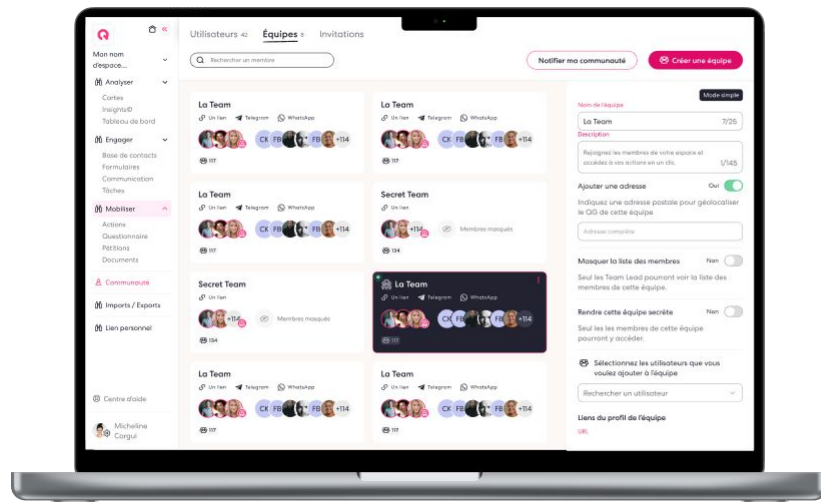 Mon nom
d'espace...
Analyser
Cartes
Insights©
Tableau de bord
Engager
Base de contacts
Formulaires
Communication
Tâches
Mobiliser
Actions
Questionnaire
Pétitions
Documents
Communauté
Imports / Exports
Lien personnel
Centre d'aide
Micheline
Corgui
Utilisateurs 42 Équipes 8 Invitations
Rechercher un membre
Notifier ma communauté
Créer une équipe
La Team
Un lien Telegram WhatsApp
CK FB FB +114
117
La Team
Un lien Telegram WhatsApp
CK FB FB +114
117
La Team
Un lien Telegram WhatsApp
CK FB FB +114
117
Secret Team
Un lien
+114 Membres masqués
134
Secret Team
Un lien
+114 Membres masqués
134
La Team
Un lien Telegram WhatsApp
CK FB FB +114
117
La Team
Un lien Telegram WhatsApp
CK FB FB +114
117
La Team
Un lien Telegram WhatsApp
CK FB FB +114
117
Mode simple
Nom de l'équipe
La Team 7/25
Description
Rejoignez les membres de votre espace et
accédez à vos actions en un clic. 1/145
Ajouter une adresse Oui
Indiquez une adresse postale pour géolocaliser
le QG de cette équipe
Adresse complète
Masquer la liste des membres Non
Seul les Team Lead pourront voir la liste des
membres de cette équipe.
Rendre cette équipe secrète Non
Seul les les membres de cette équipe
pourront y accéder.
Sélectionnez les utilisateurs que vous
voulez ajouter à l'équipe
Rechercher un utilisateur
Liens du profil de l'équipe
URL